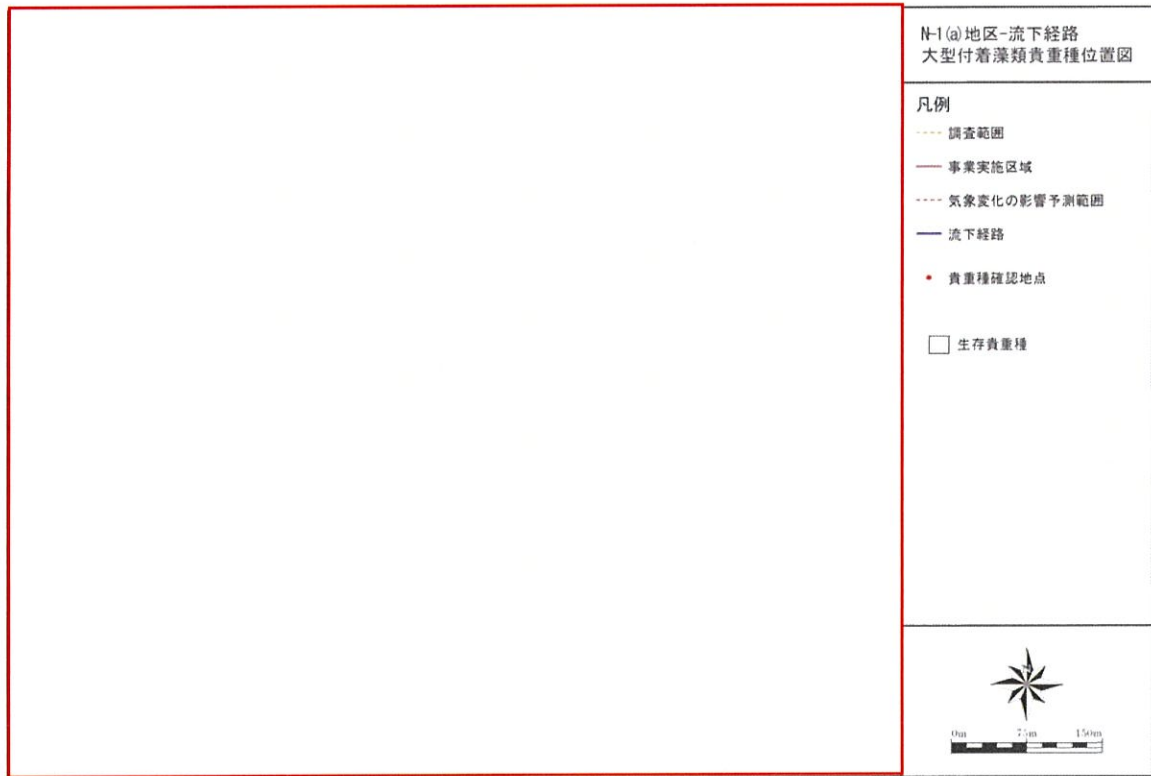 N-1(a)地区-流下経路
大型付着藻類貴重種位置図
凡例
調査範囲
事業実施区域
気象変化の影響予測範囲
流下経路
貴重種確認地点
生存貴重種
0m 75m 150m